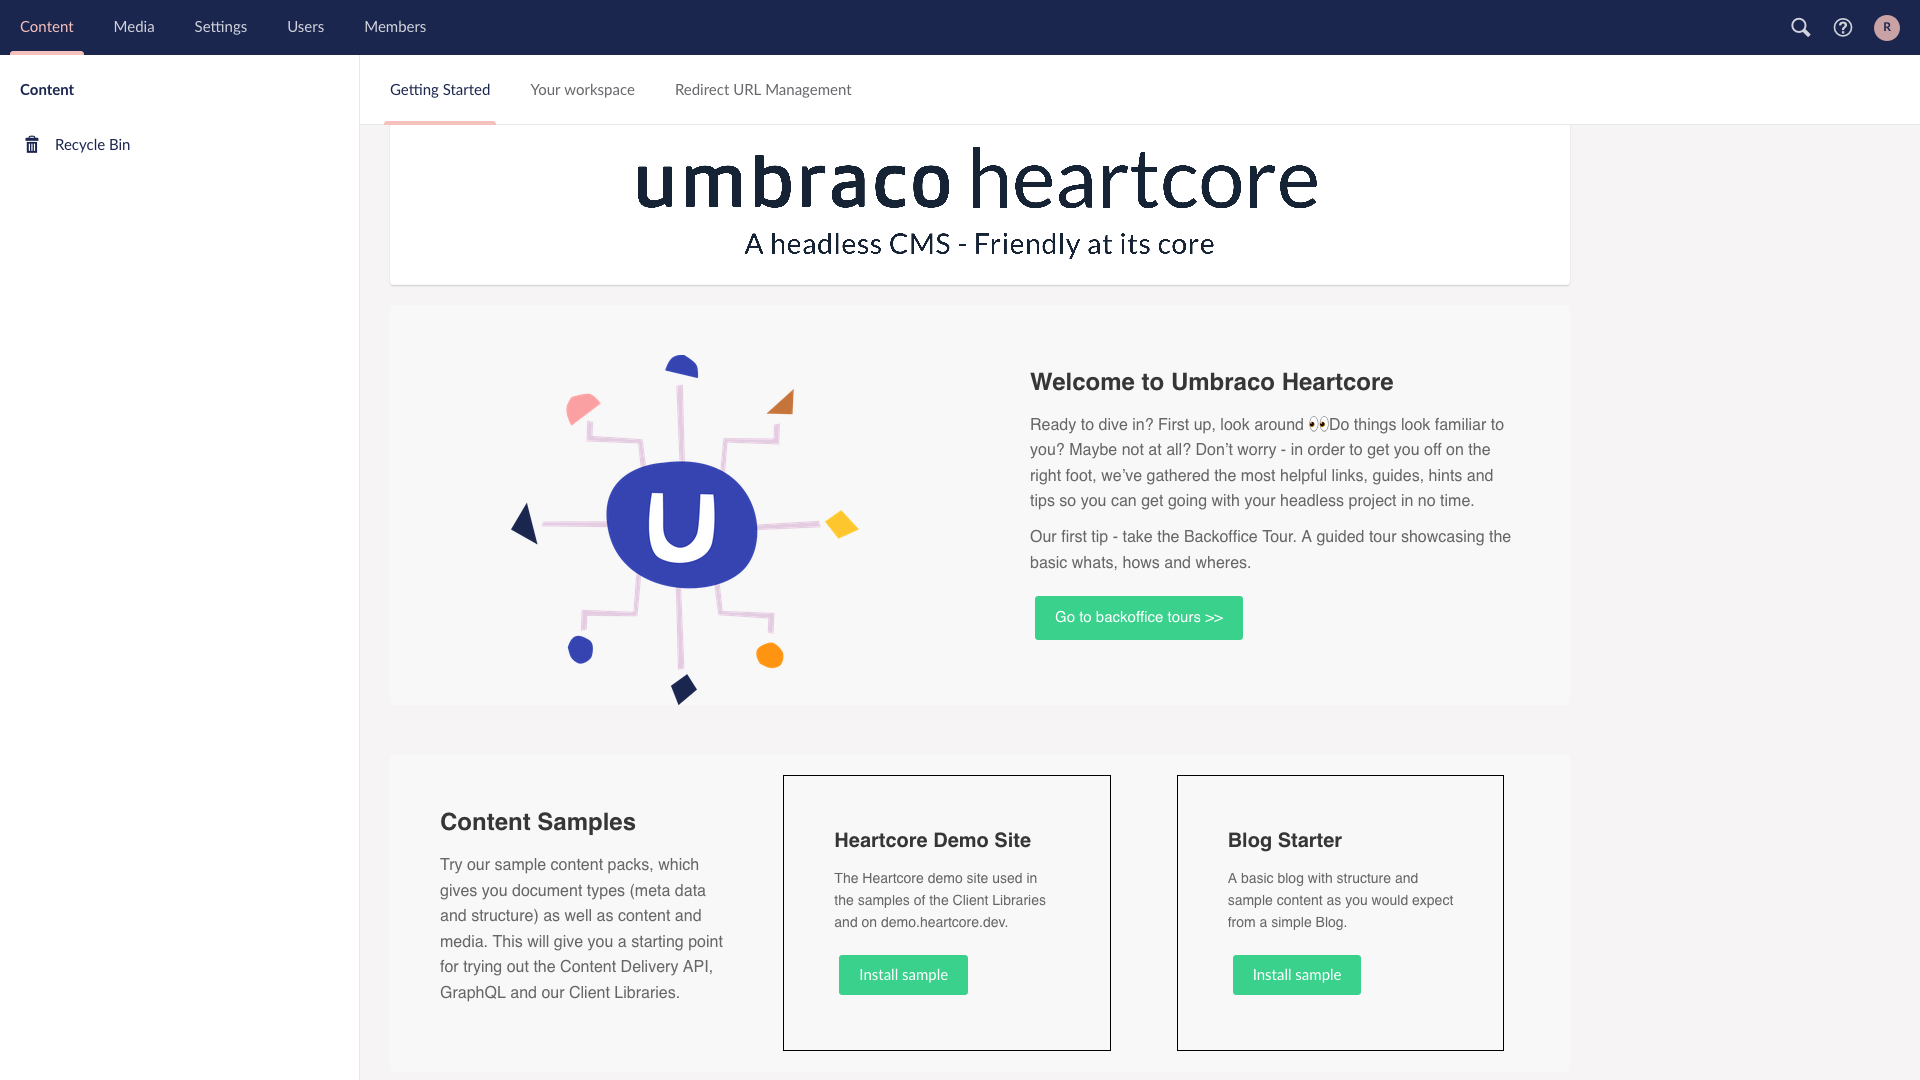 Content Media Settings Users Members R
Content
Recycle Bin
Getting Started Your workspace Redirect URL Management
umbraco heartcore
A headless CMS - Friendly at its core
U
Welcome to Umbraco Heartcore
Ready to dive in? First up, look around 👀Do things look familiar to
you? Maybe not at all? Don’t worry - in order to get you off on the
right foot, we’ve gathered the most helpful links, guides, hints and
tips so you can get going with your headless project in no time.
Our first tip - take the Backoffice Tour. A guided tour showcasing the
basic whats, hows and wheres.
Go to backoffice tours >>
Content Samples
Try our sample content packs, which
gives you document types (meta data
and structure) as well as content and
media. This will give you a starting point
for trying out the Content Delivery API,
GraphQL and our Client Libraries.
Heartcore Demo Site
The Heartcore demo site used in
the samples of the Client Libraries
and on demo.heartcore.dev.
Install sample
Blog Starter
A basic blog with structure and
sample content as you would expect
from a simple Blog.
Install sample